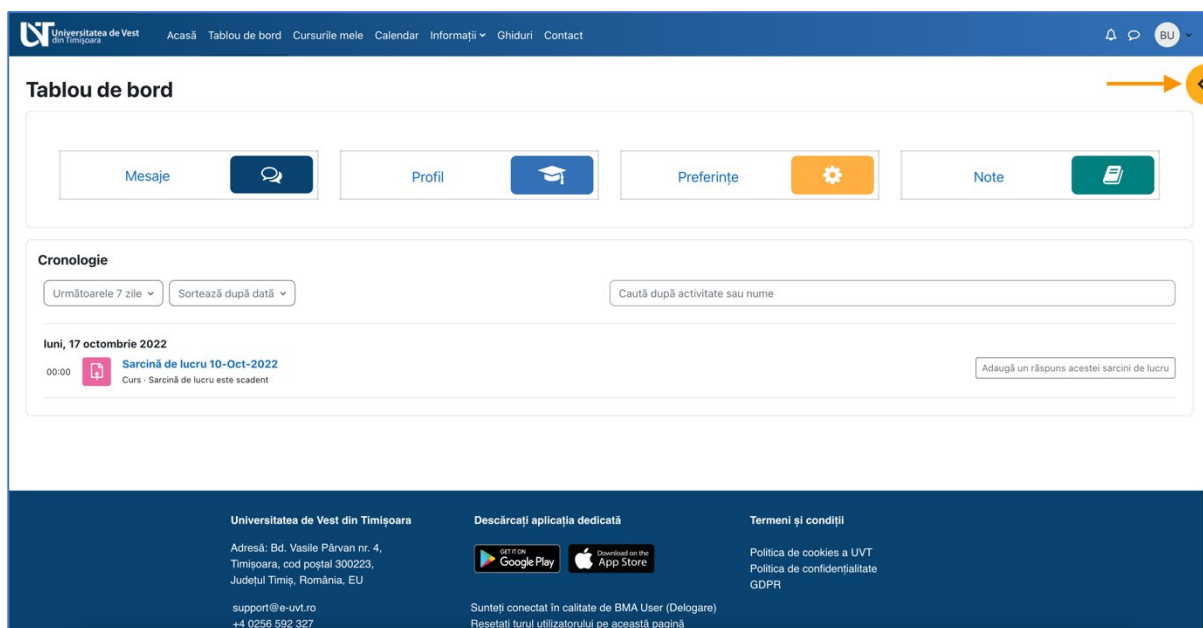 Universitatea de Vest
din Timișoara
Acasă Tablou de bord Cursurile mele Calendar Informații Ghiduri Contact
BU
Tablou de bord
Mesaje Profil Preferințe Note
Cronologie
Următoarele 7 zile Sortează după dată Caută după activitate sau nume
luni, 17 octombrie 2022
00:00 Sarcină de lucru 10-Oct-2022
Curs · Sarcină de lucru este scadent
Adaugă un răspuns acestei sarcini de lucru
Universitatea de Vest din Timișoara
Adresă: Bd. Vasile Pârvan nr. 4,
Timișoara, cod poștal 300223,
Județul Timiș, România, EU
support@e-uvt.ro
+4 0256 592 327
Descărcați aplicația dedicată
GET IT ON
Google Play
Download on the
App Store
Sunteți conectat în calitate de BMA User (Delogare)
Resetați turul utilizatorului pe această pagină
Termeni și condiții
Politica de cookies a UVT
Politica de confidențialitate
GDPR